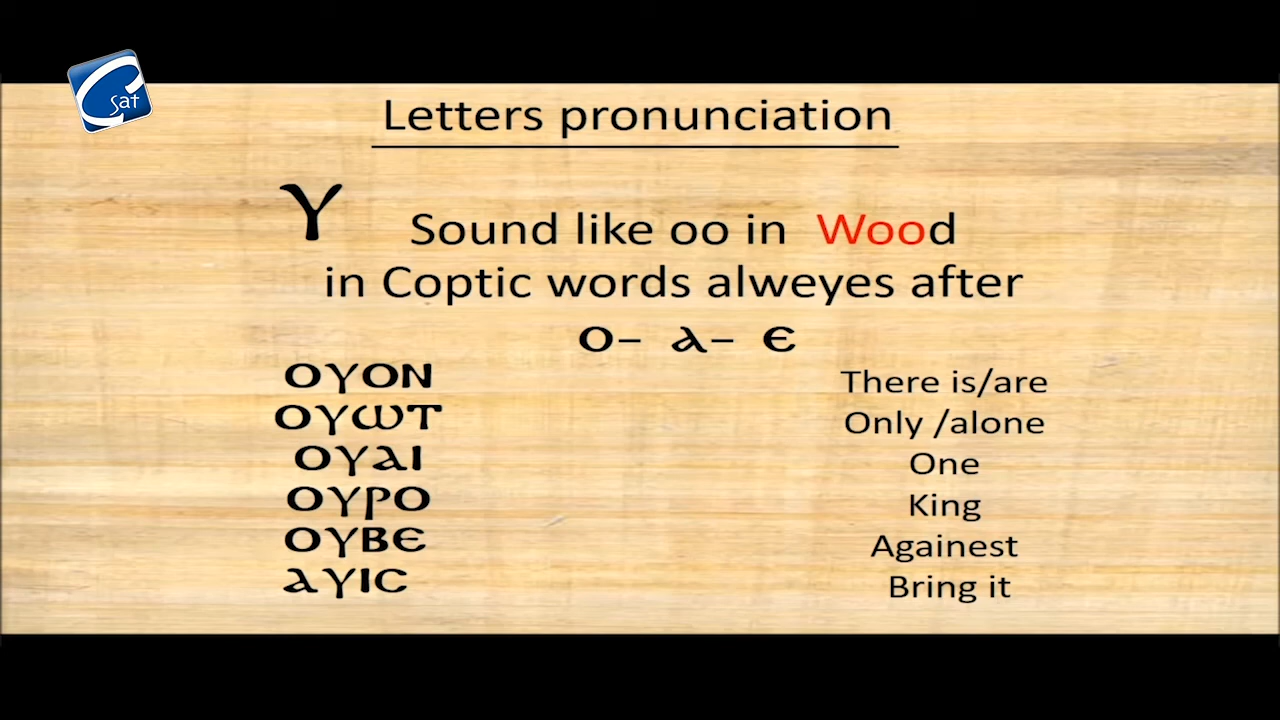 C Sat
Letters pronunciation
Ⲩ Sound like oo in Wood
in Coptic words alweyes after
ⲟ– ⲁ– ⲉ
ⲟⲩⲟⲛ There is/are
ⲟⲩⲱⲧ Only /alone
ⲟⲩⲁⲓ One
ⲟⲩⲣⲟ King
ⲟⲩⲃⲉ Againest
ⲁⲩⲓⲥ Bring it